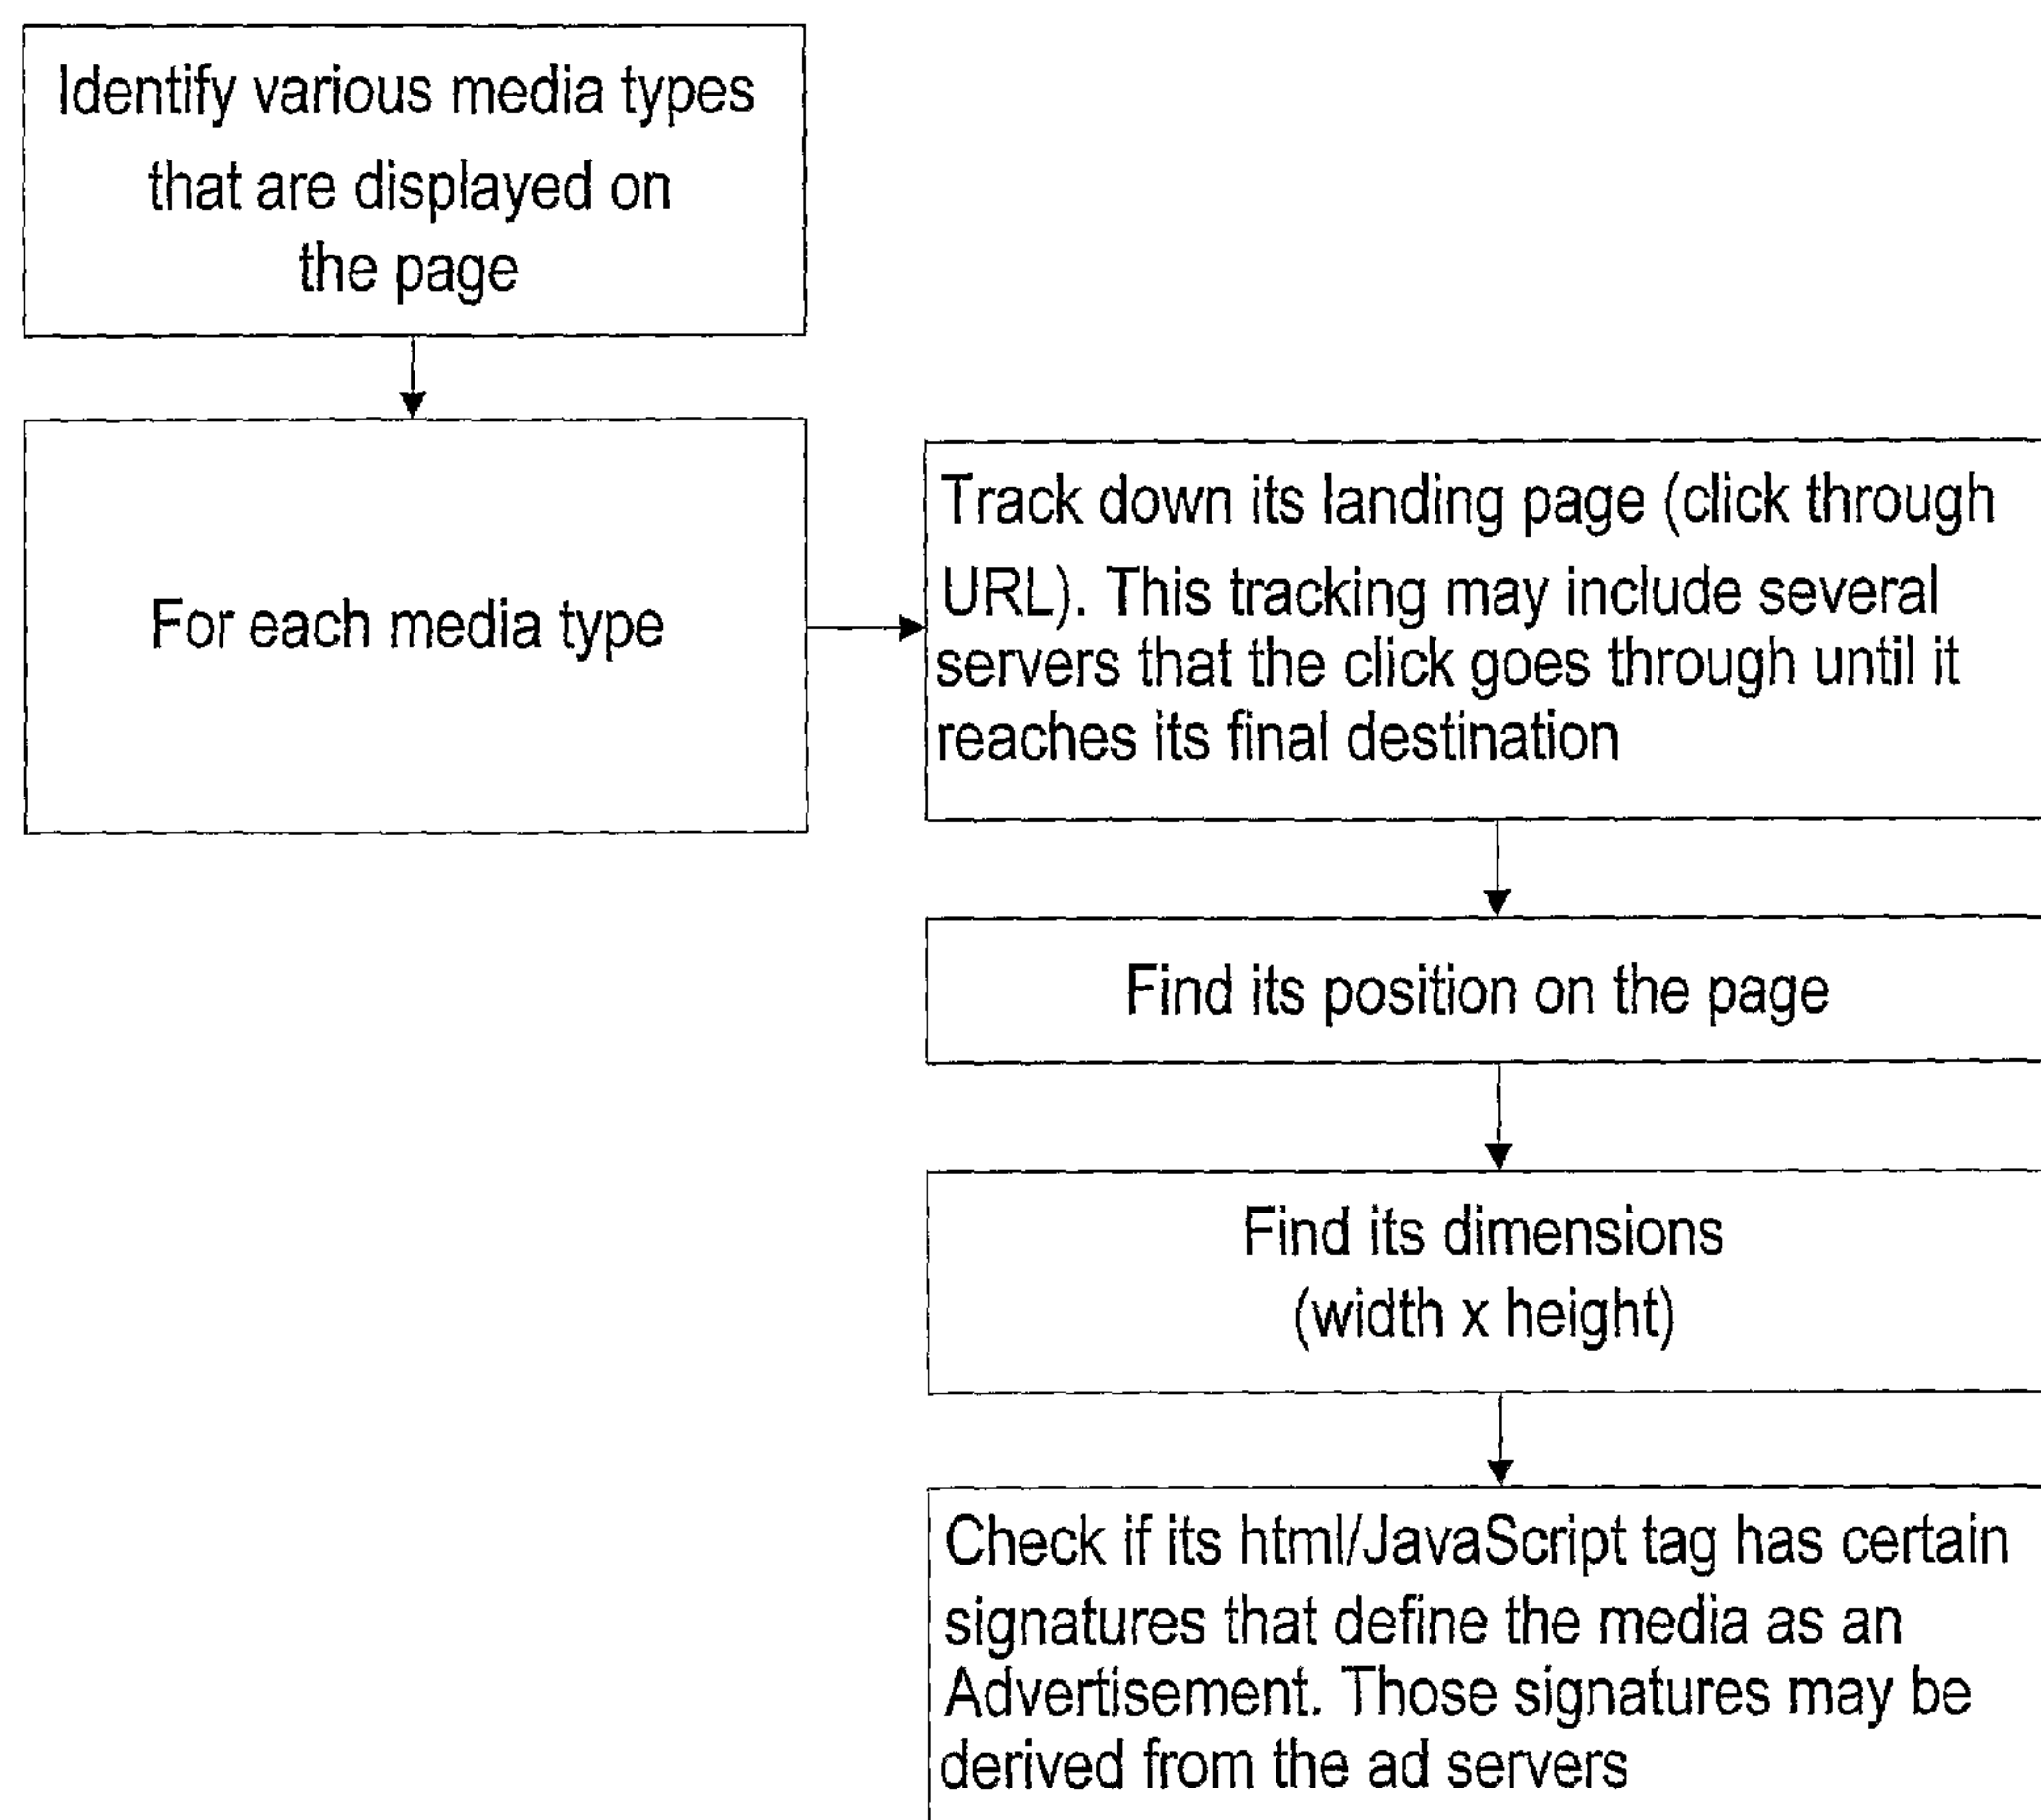 Identify various media types
that are displayed on
the page
For each media type
Track down its landing page (click through
URL). This tracking may include several
servers that the click goes through until it
reaches its final destination
Find its position on the page
Find its dimensions
(width x height)
Check if its html/JavaScript tag has certain
signatures that define the media as an
Advertisement. Those signatures may be
derived from the ad servers